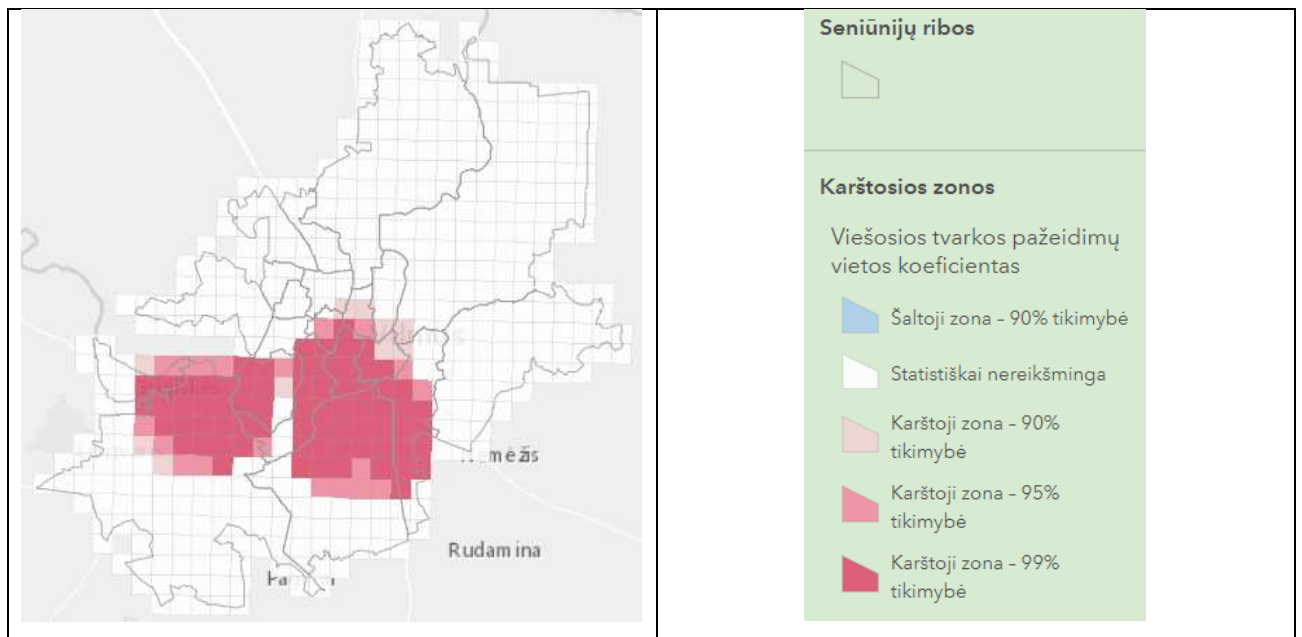 Rudamina
Seniūnijų ribos
Karštosios zonos
Viešosios tvarkos pažeidimų
vietos koeficientas
Šaltoji zona – 90% tikimybė
Statistiškai nereikšminga
Karštoji zona – 90%
tikimybė
Karštoji zona – 95%
tikimybė
Karštoji zona – 99%
tikimybė